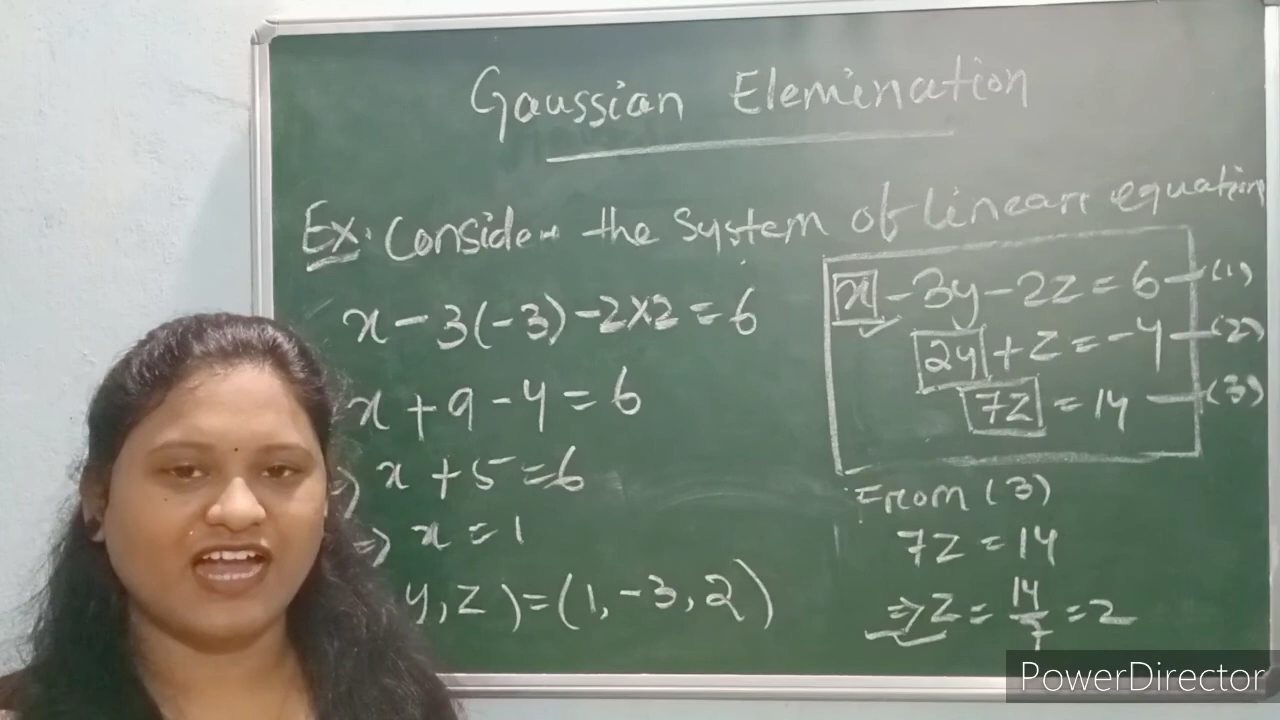 Gaussian Elemination
Ex. Consider the system of linear equation
x - 3(-3) - 2×2 = 6
x + 9 - 4 = 6
⇒ x + 5 = 6
⇒ x = 1
y, z) = (1, -3, 2)
x - 3y - 2z = 6 — (1)
2y + z = -4 — (2)
7z = 14 — (3)
From (3)
7z = 14
⇒ z = 14/7 = 2
PowerDirector